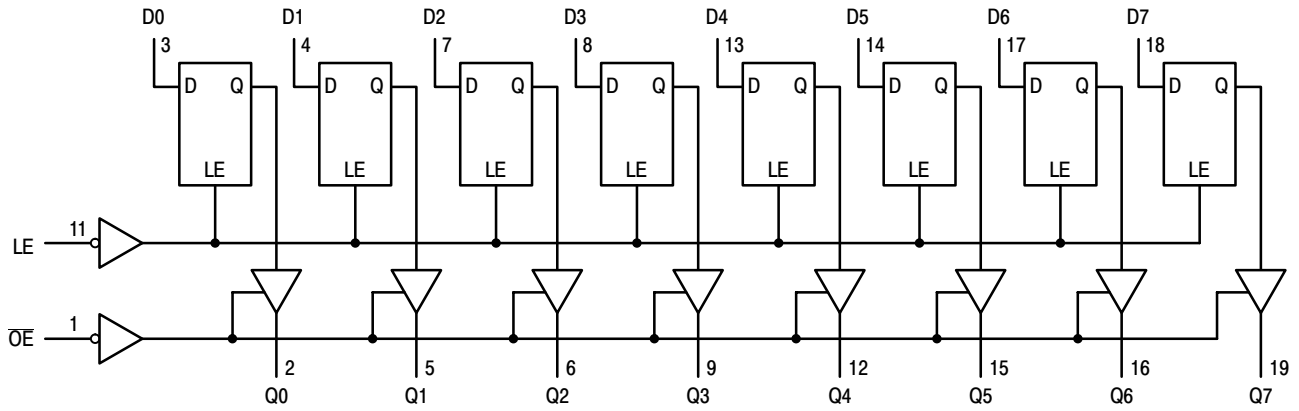 D0 D1 D2 D3 D4 D5 D6 D7
3 4 7 8 13 14 17 18
D Q D Q D Q D Q D Q D Q D Q D Q
LE LE LE LE LE LE LE LE
LE 11
O̅E̅ 1
2 5 6 9 12 15 16 19
Q0 Q1 Q2 Q3 Q4 Q5 Q6 Q7